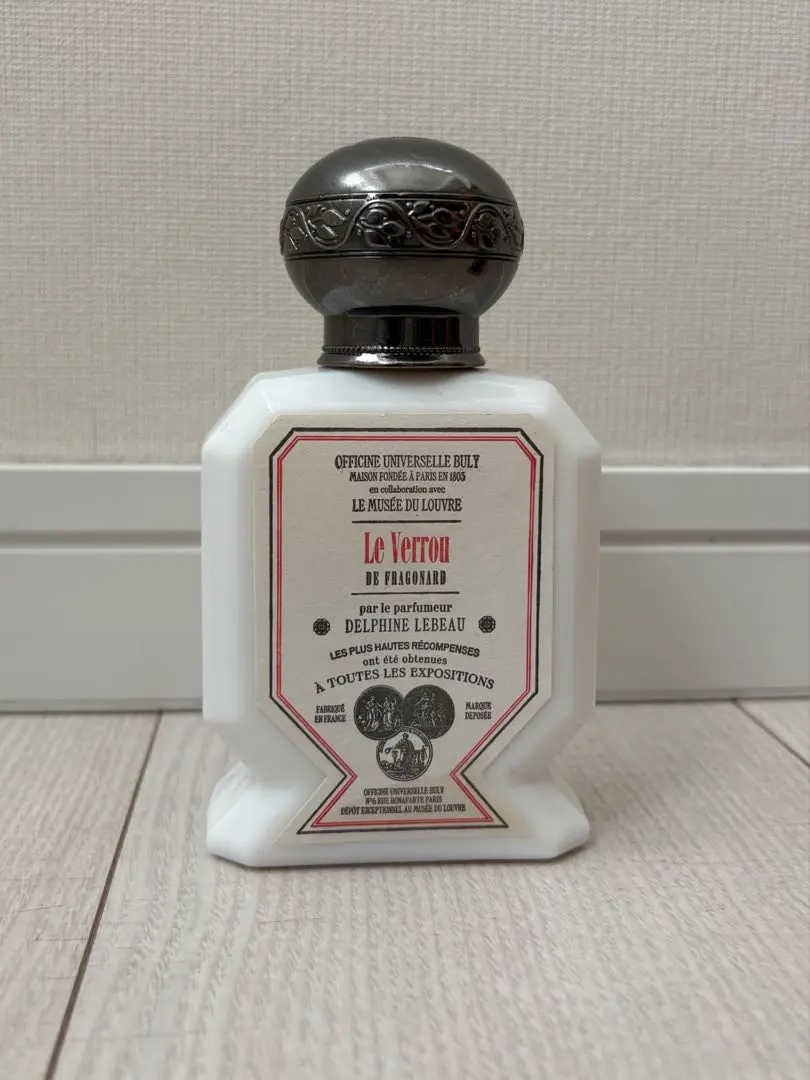 OFFICINE UNIVERSELLE BULY
MAISON FONDÉE À PARIS EN 1803
en collaboration avec
LE MUSÉE DU LOUVRE
Le Verrou
DE FRAGONARD
par le parfumeur
DELPHINE LEBEAU
LES PLUS HAUTES RÉCOMPENSES
ont été obtenues
À TOUTES LES EXPOSITIONS
FABRIQUÉ
EN FRANCE
MARQUE
DEPOSÉE
OFFICINE UNIVERSELLE BULY
Nº6 RUE BONAPARTE PARIS
DÉPÔT EXCEPTIONNEL AU MUSÉE DU LOUVRE